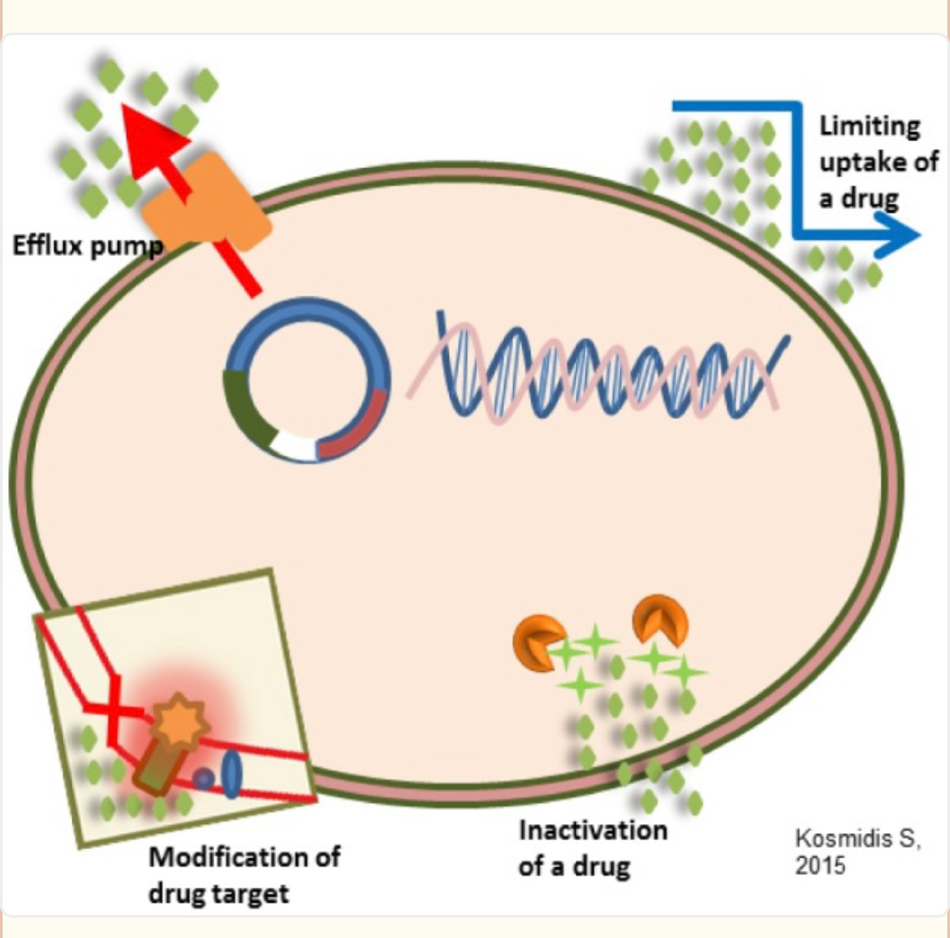 Limiting
uptake of
a drug
Efflux pump
Modification of
drug target
Inactivation
of a drug
Kosmidis S,
2015